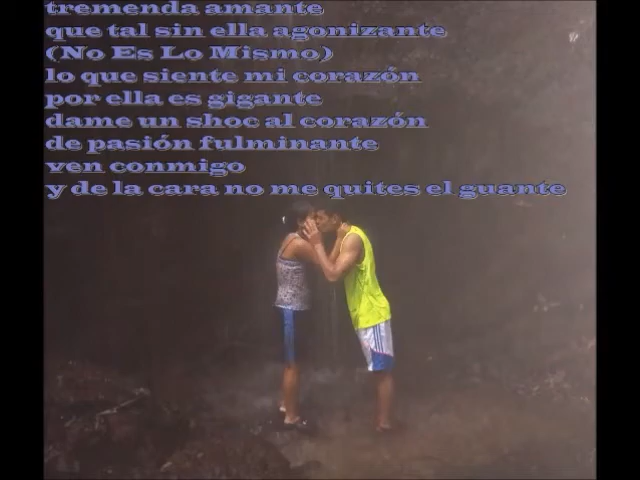 tremenda amante
que tal sin ella agonizante
(No Es Lo Mismo)
lo que siente mi corazón
por ella es gigante
dame un shoc al corazón
de pasión fulminante
ven conmigo
y de la cara no me quites el guante